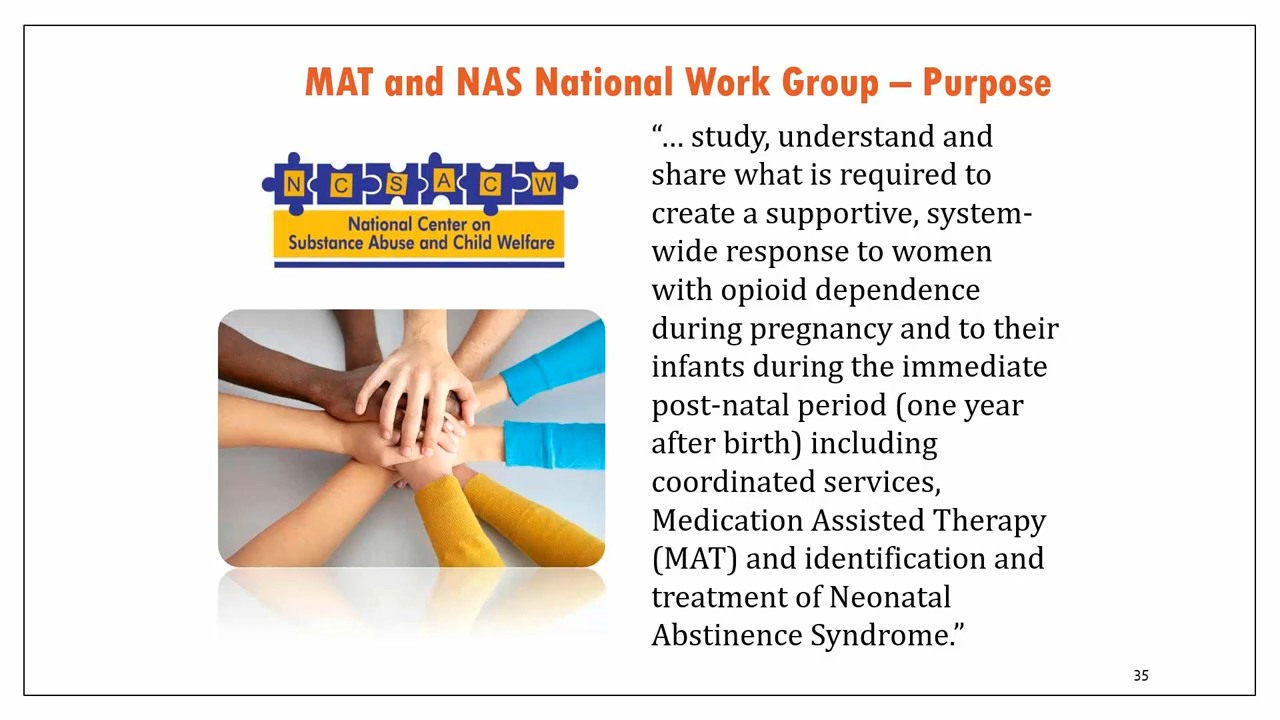 MAT and NAS National Work Group – Purpose
N C S A C W
National Center on
Substance Abuse and Child Welfare
“… study, understand and
share what is required to
create a supportive, system-
wide response to women
with opioid dependence
during pregnancy and to their
infants during the immediate
post-natal period (one year
after birth) including
coordinated services,
Medication Assisted Therapy
(MAT) and identification and
treatment of Neonatal
Abstinence Syndrome.”
35